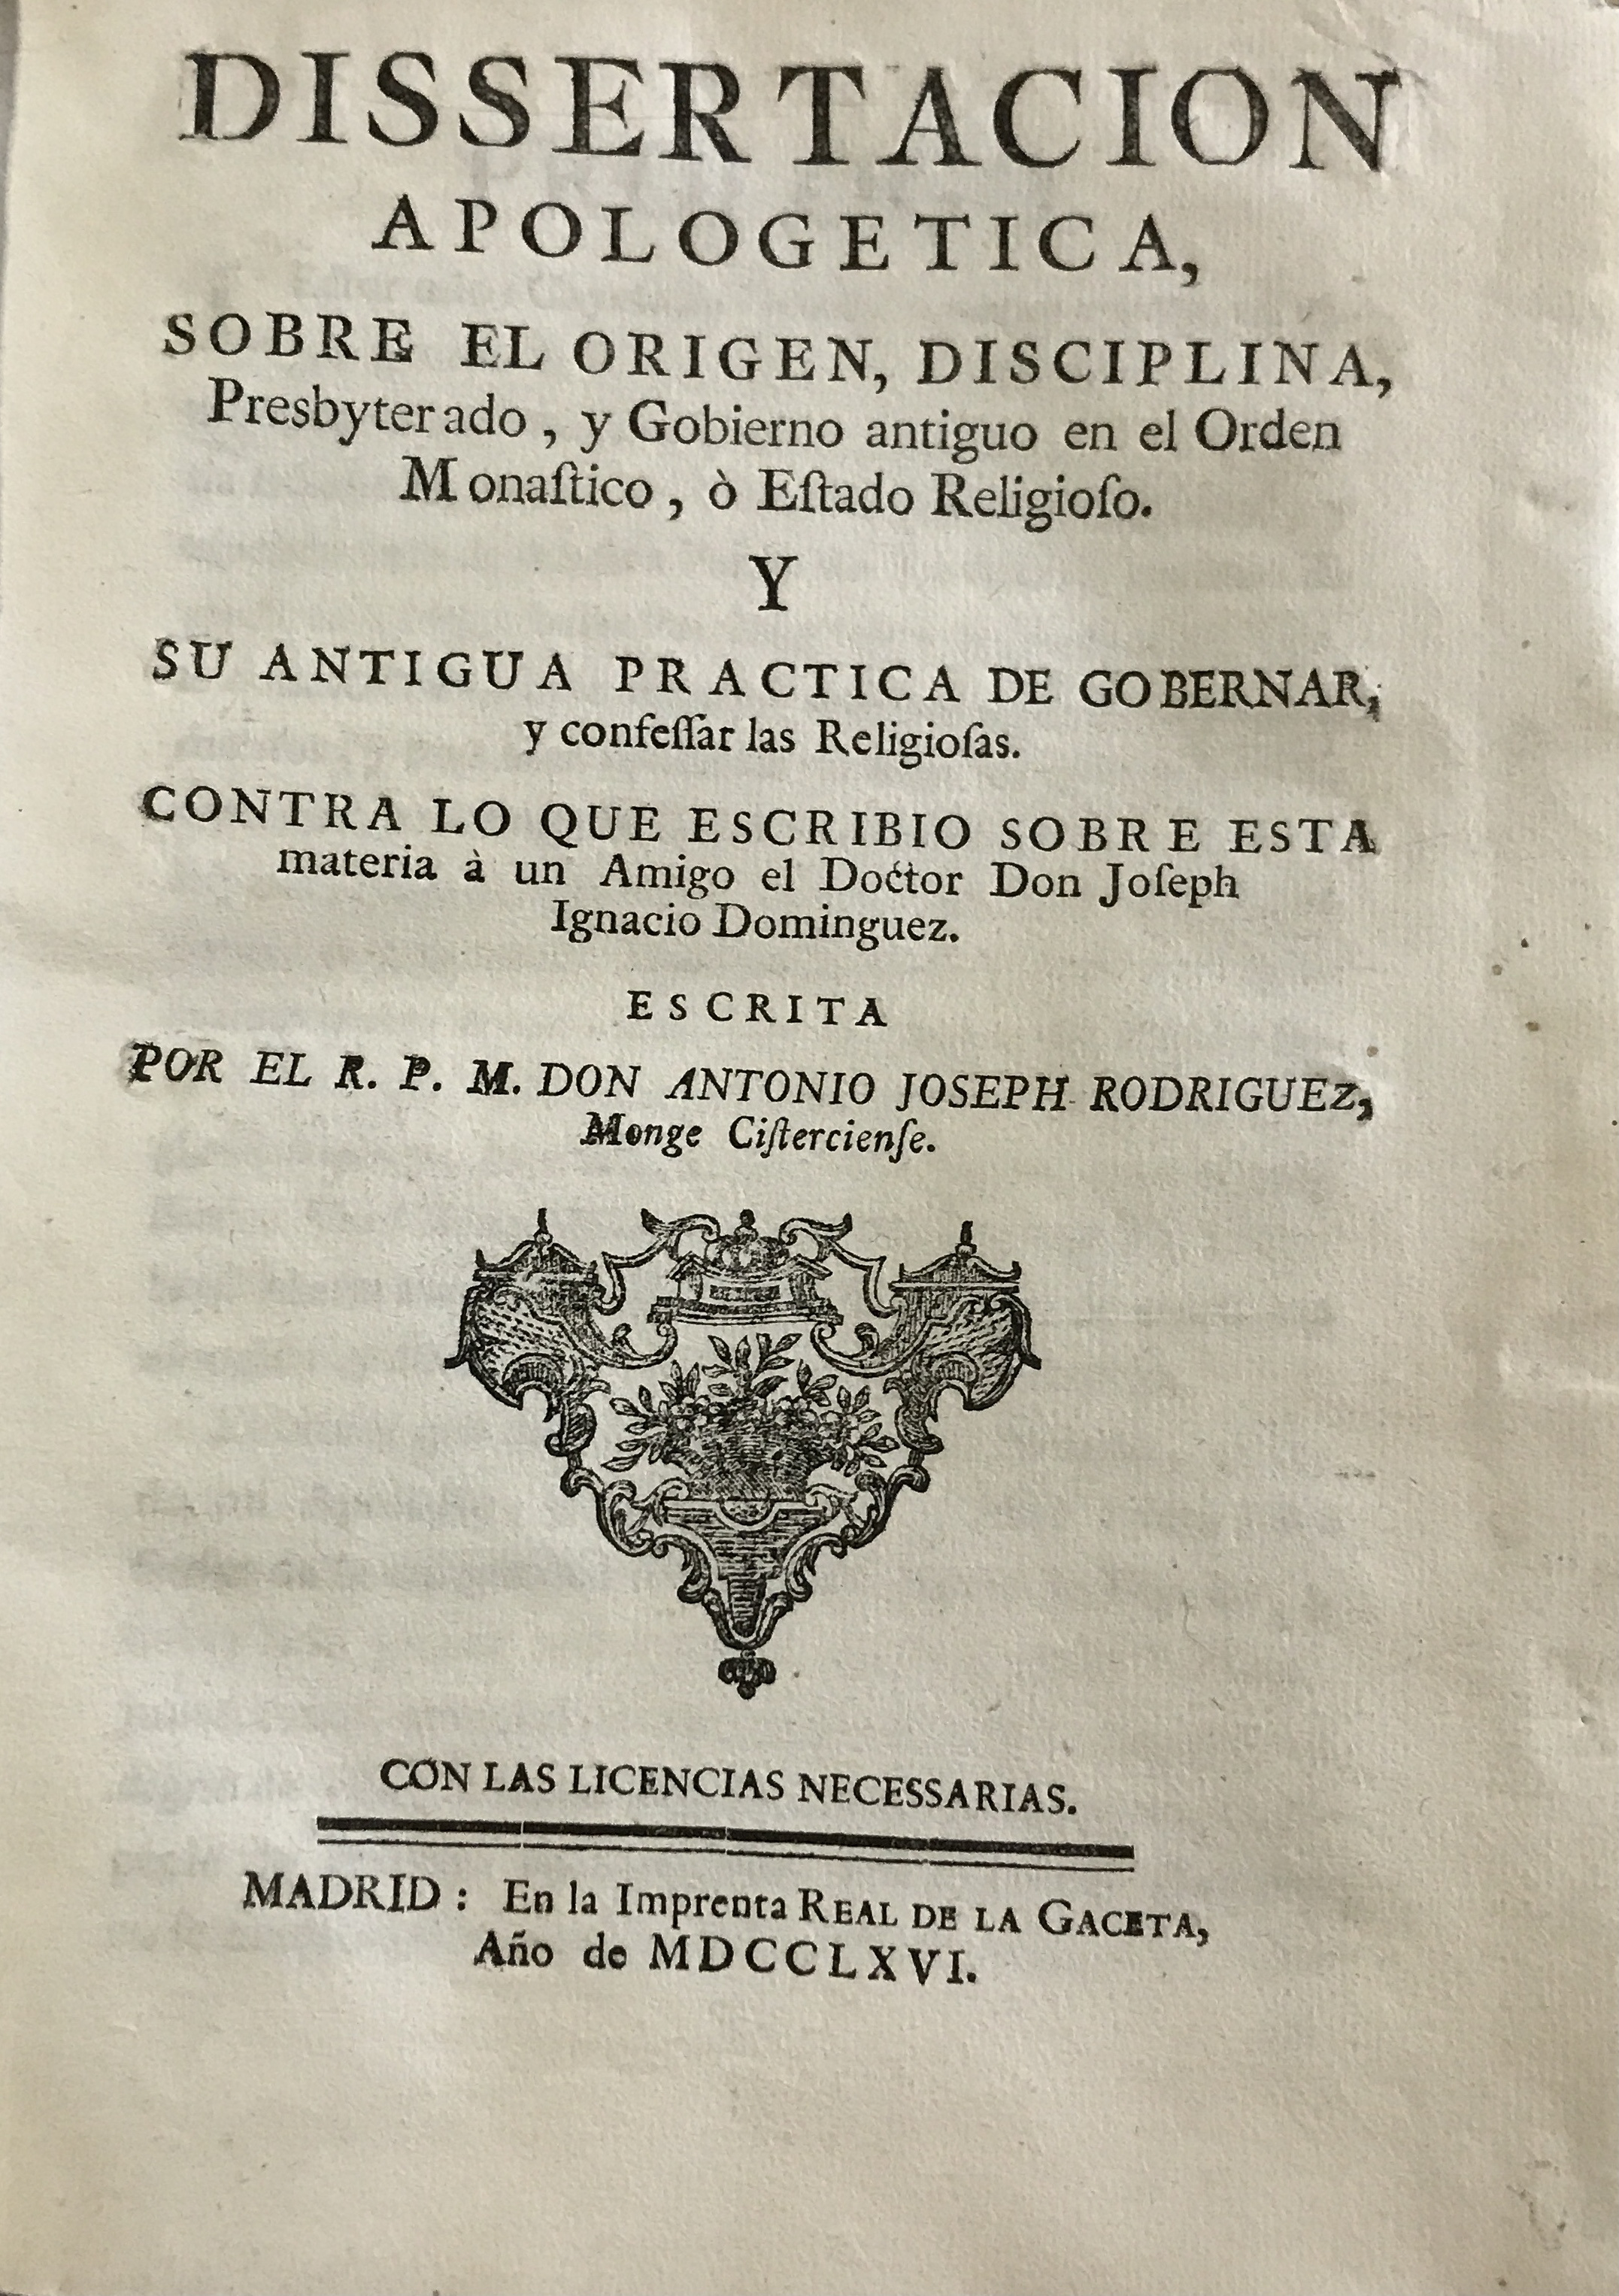 DISSERTACION
APOLOGETICA,
SOBRE EL ORIGEN, DISCIPLINA,
Presbyterado, y Gobierno antiguo en el Orden
Monaſtico, ò Eſtado Religioſo.
Y
SU ANTIGUA PRACTICA DE GOBERNAR,
y confeſſar las Religioſas.
CONTRA LO QUE ESCRIBIO SOBRE ESTA
materia à un Amigo el Doctor Don Joſeph
Ignacio Dominguez.
ESCRITA
POR EL R. P. M. DON ANTONIO JOSEPH RODRIGUEZ,
Monge Ciſtercienſe.
CON LAS LICENCIAS NECESSARIAS.
MADRID: En la Imprenta REAL DE LA GACETA,
Año de MDCCLXVI.